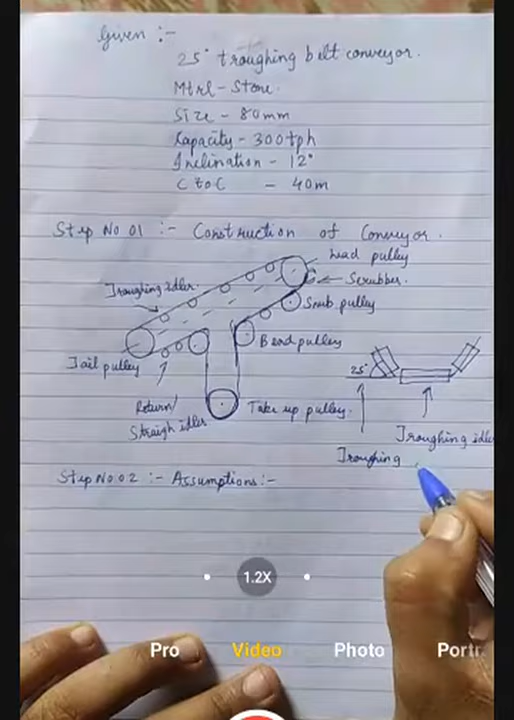 Given :-
25° troughing belt conveyor.
Mtrl - Stone.
Size - 80mm
Capacity - 300tph
Inclination - 12°
C to C - 40m
Step No 01 :- Construction of Conveyor.
Head pulley
Troughing idler.
Scrubber.
Snub pulley
Bend pulley
Tail pulley
25°
Return/
Straigh idler
Take up pulley.
Troughing idler
Troughing
Step No 02 :- Assumptions :-
1.2X
Pro Video Photo Portr